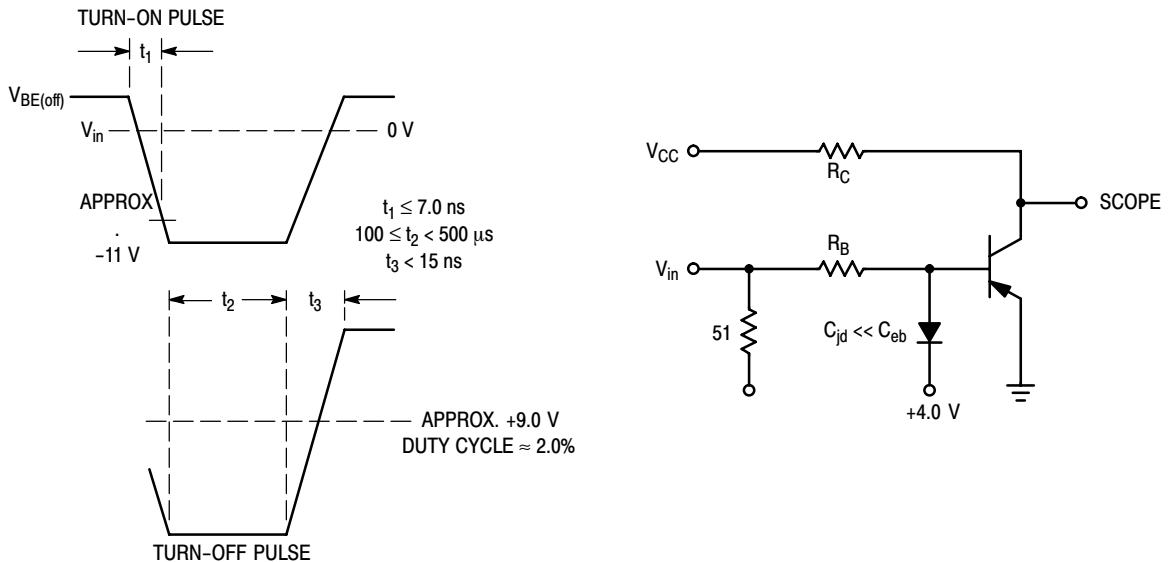 TURN-ON PULSE
t1
VBE(off)
Vin
0 V
APPROX
-11 V
t1 ≤ 7.0 ns
100 ≤ t2 < 500 μs
t3 < 15 ns
t2
t3
APPROX. +9.0 V
DUTY CYCLE ≈ 2.0%
TURN-OFF PULSE
VCC
RC
SCOPE
Vin
RB
51
Cjd << Ceb
+4.0 V